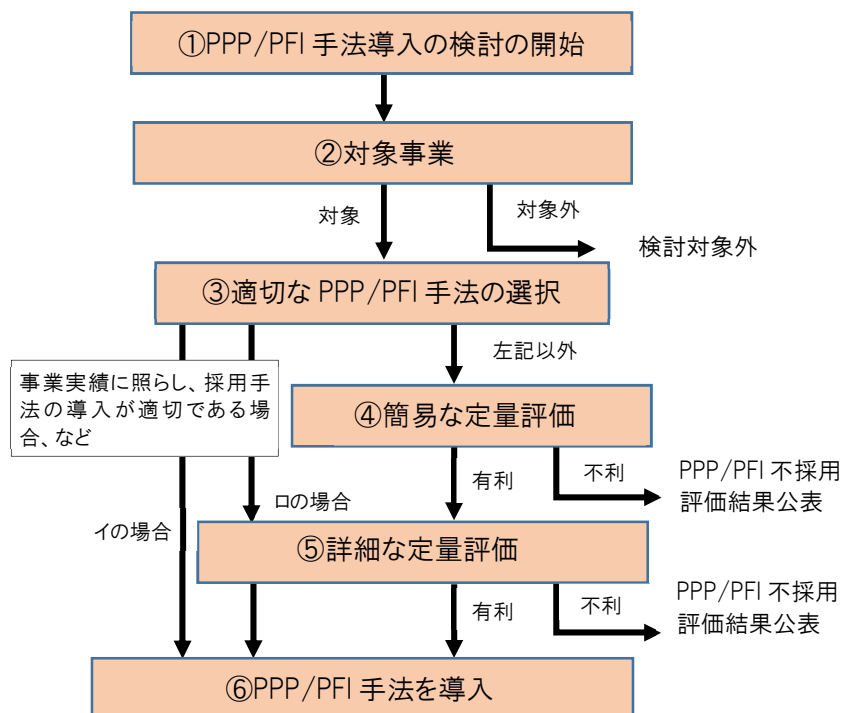 ①PPP/PFI 手法導入の検討の開始
②対象事業
対象
対象外
検討対象外
③適切な PPP/PFI 手法の選択
左記以外
事業実績に照らし、採用手
法の導入が適切である場
合、など
④簡易な定量評価
有利
不利
PPP/PFI 不採用
評価結果公表
ロの場合
イの場合
⑤詳細な定量評価
有利
不利
PPP/PFI 不採用
評価結果公表
⑥PPP/PFI 手法を導入